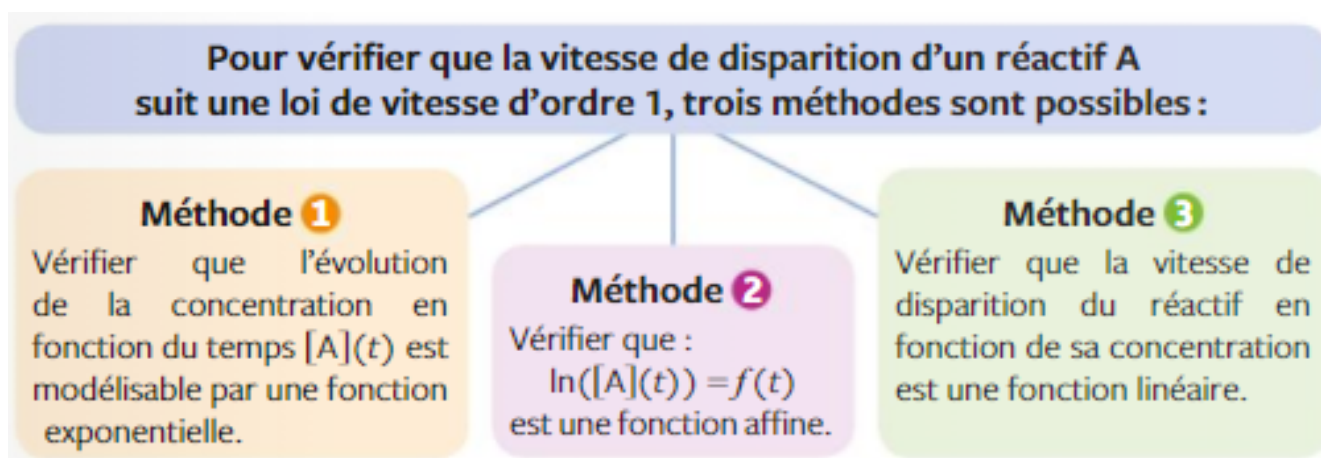 Pour vérifier que la vitesse de disparition d'un réactif A
suit une loi de vitesse d'ordre 1, trois méthodes sont possibles :
Méthode 1
Vérifier que l'évolution
de la concentration en
fonction du temps [A](t) est
modélisable par une fonction
exponentielle.
Méthode 2
Vérifier que :
ln([A](t)) = f(t)
est une fonction affine.
Méthode 3
Vérifier que la vitesse de
disparition du réactif en
fonction de sa concentration
est une fonction linéaire.